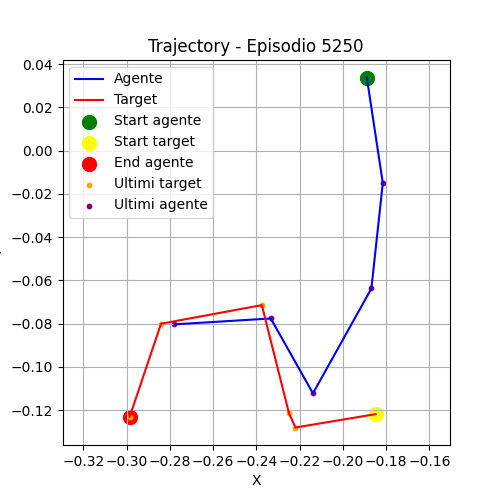 Trajectory - Episodio 5250
Agente
Target
Start agente
Start target
End agente
Ultimi target
Ultimi agente
0.04
0.02
0.00
−0.02
−0.04
−0.06
−0.08
−0.10
−0.12
−0.32 −0.30 −0.28 −0.26 −0.24 −0.22 −0.20 −0.18 −0.16
X